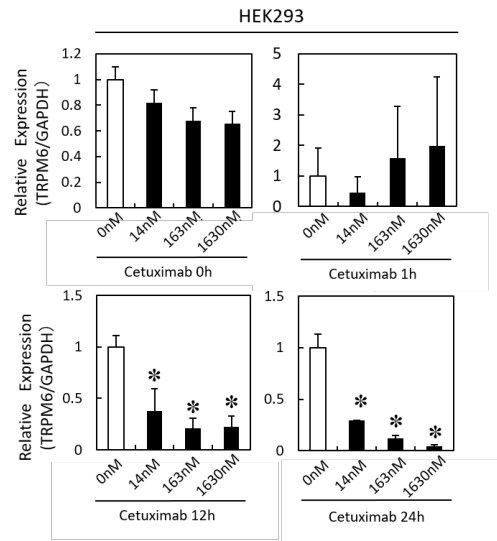 HEK293
Relative Expression
(TRPM6/GAPDH)
1.2
1
0.8
0.6
0.4
0.2
0
0nM
14nM
163nM
1630nM
Cetuximab 0h
5
4
3
2
1
0
0nM
14nM
163nM
1630nM
Cetuximab 1h
Relative Expression
(TRPM6/GAPDH)
1.5
1
0.5
0
*
*
*
0nM
14nM
163nM
1630nM
Cetuximab 12h
1.5
1
0.5
0
*
*
*
0nM
14nM
163nM
1630nM
Cetuximab 24h